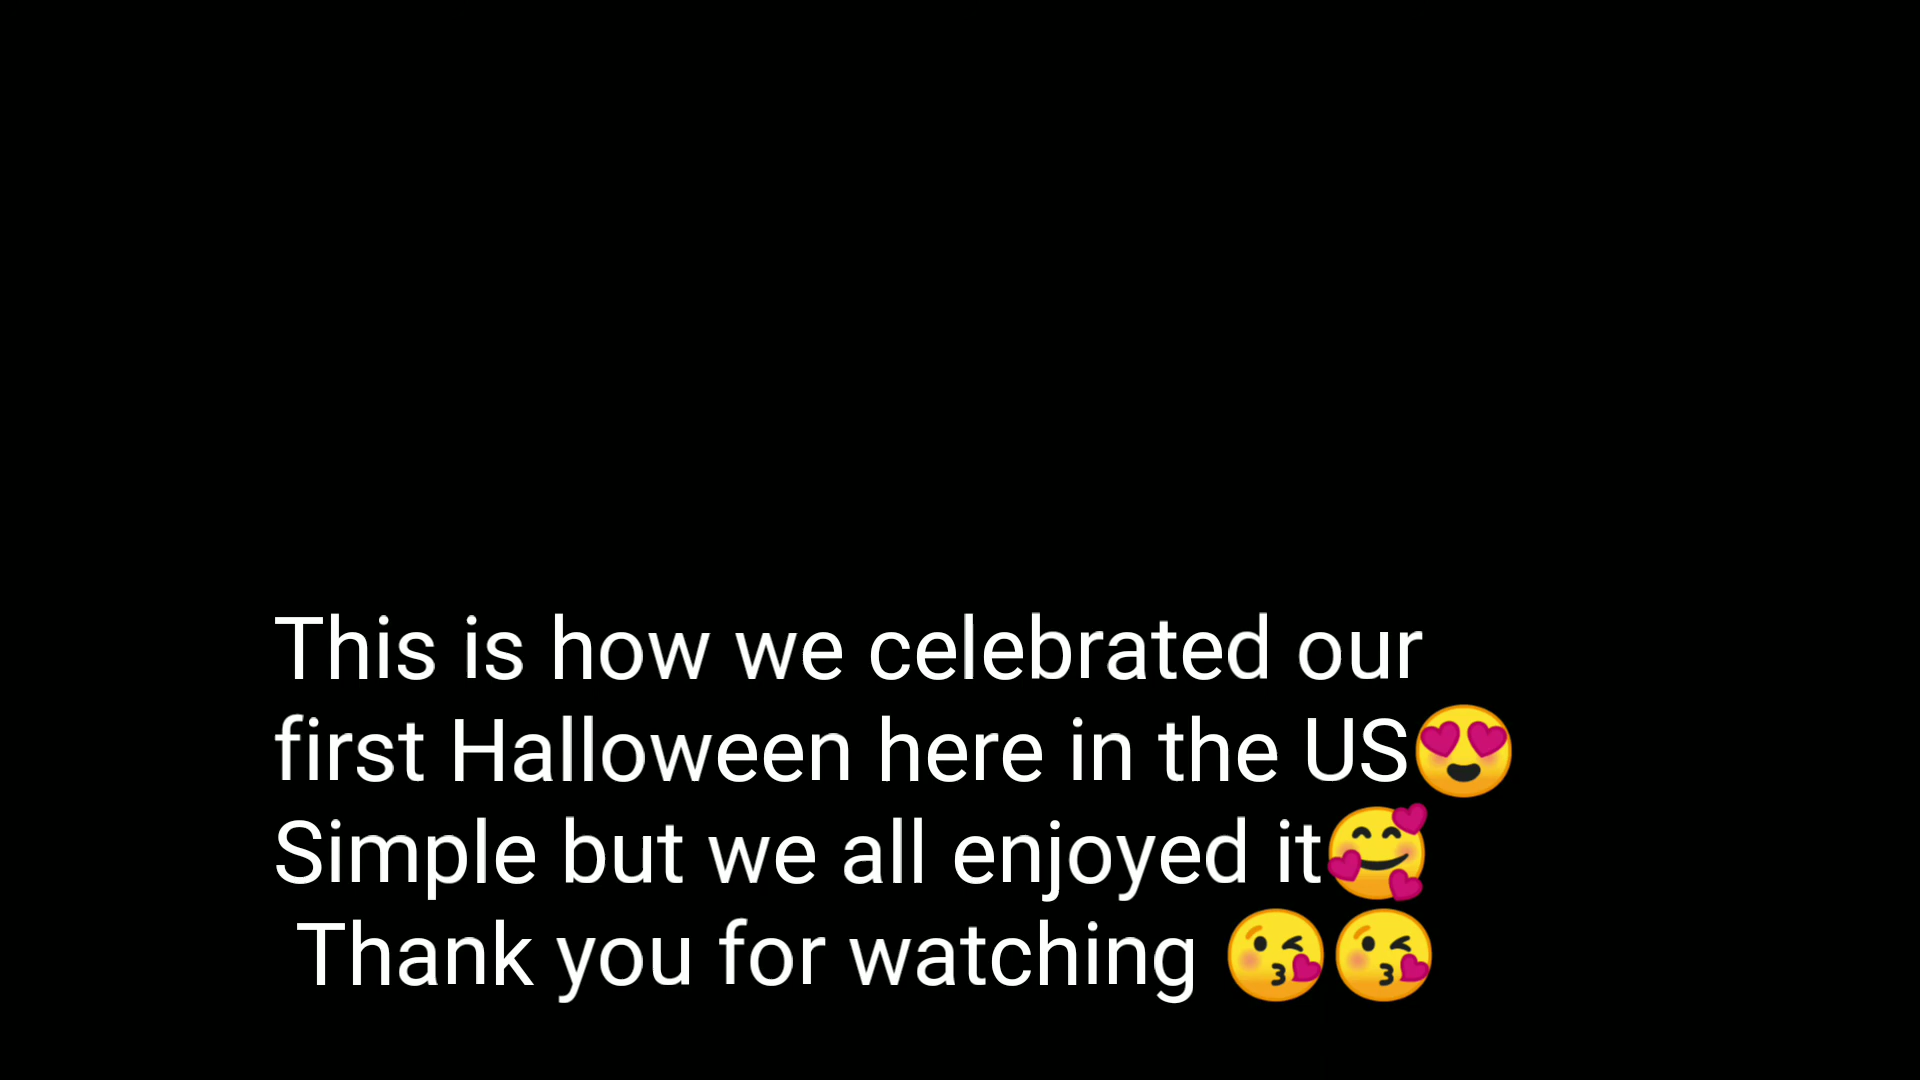 This is how we celebrated our
first Halloween here in the US😍
Simple but we all enjoyed it🥰
Thank you for watching 😘😘